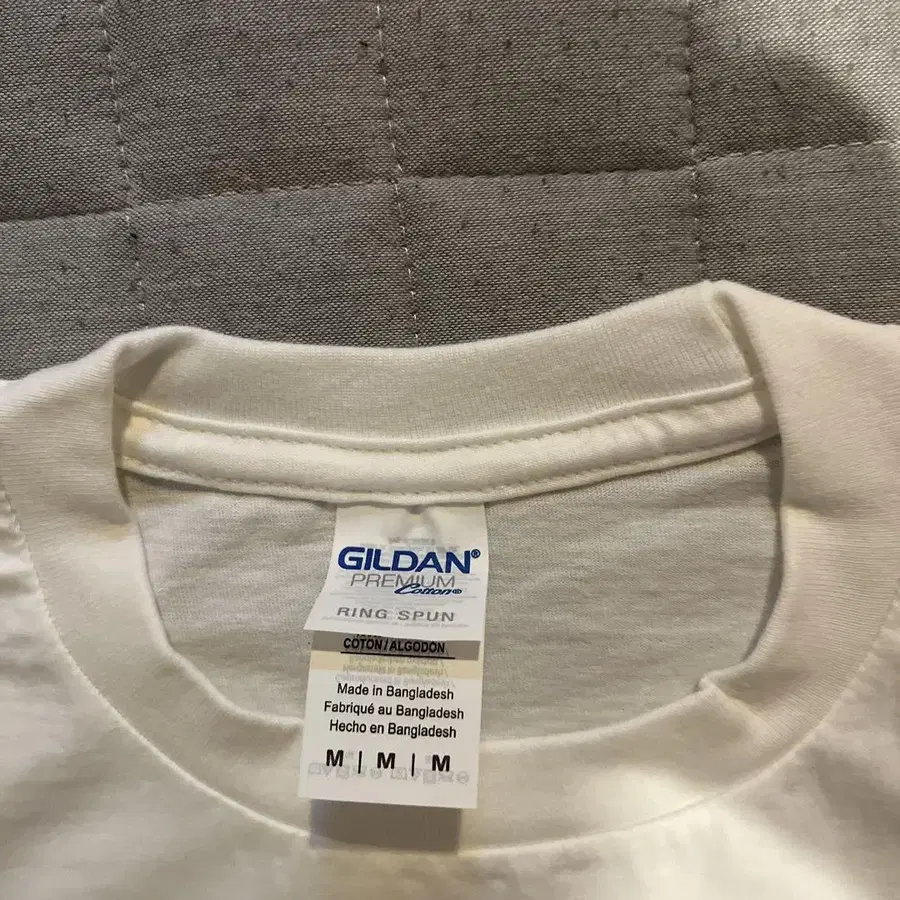 GILDAN®
PREMIUM
Cotton®
RING SPUN
COTON / ALGODON
Made in Bangladesh
Fabriqué au Bangladesh
Hecho en Bangladesh
M | M | M